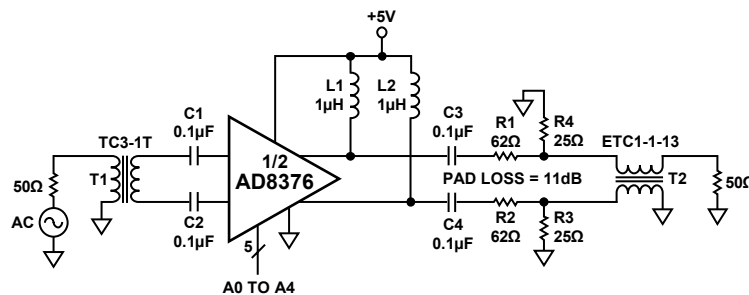 +5V
L1
1µH
L2
1µH
C1
0.1µF
C3
0.1µF
R1
62Ω
R4
25Ω
TC3-1T
ETC1-1-13
50Ω
T1
1/2
AD8376
PAD LOSS = 11dB
T2
50Ω
AC
C2
0.1µF
5
C4
0.1µF
R2
62Ω
R3
25Ω
A0 TO A4